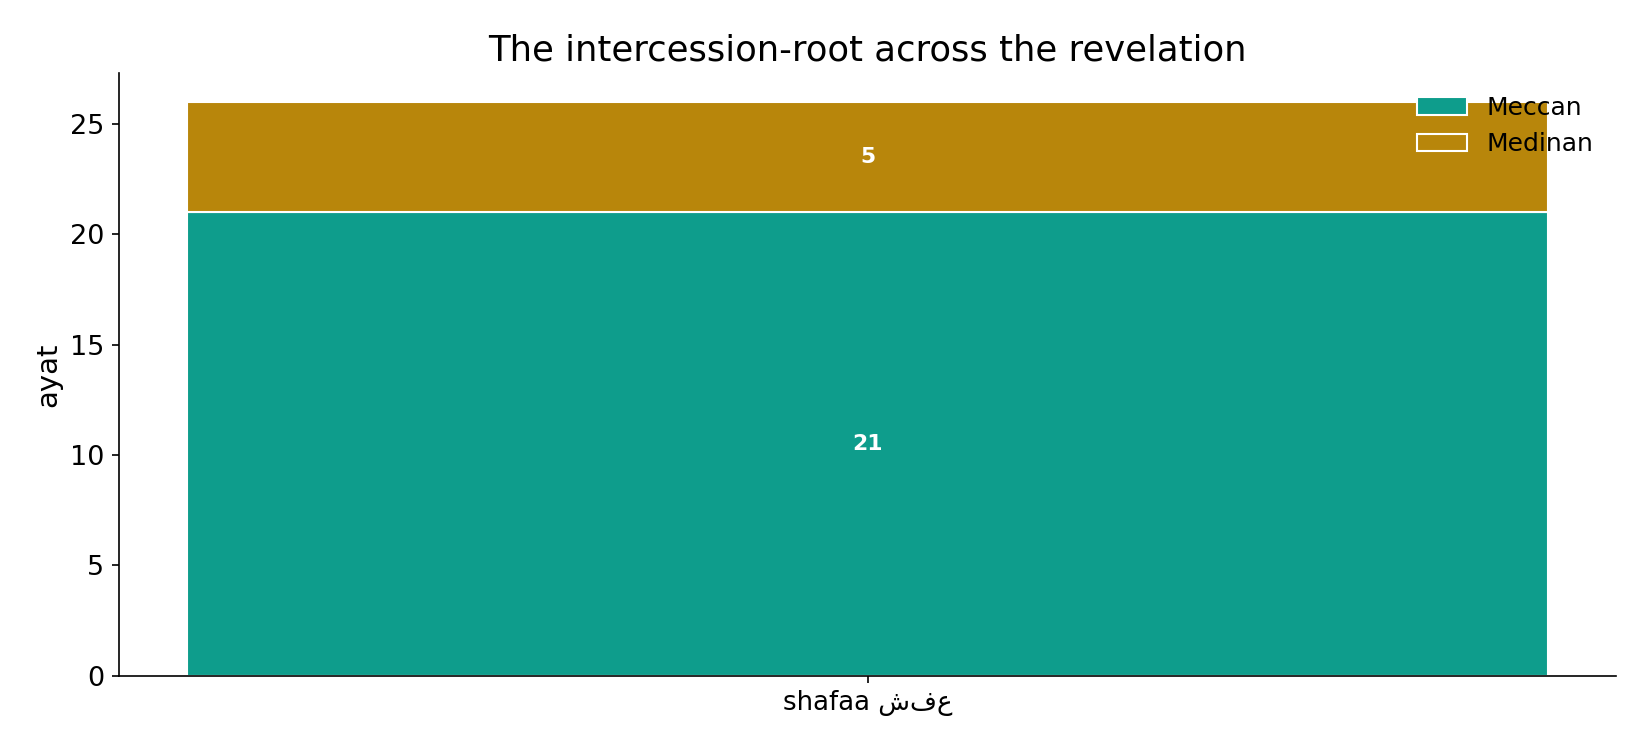 The intercession-root across the revelation
Meccan
Medinan
25
20
15
10
5
0
ayat
5
21
shafaa شفع